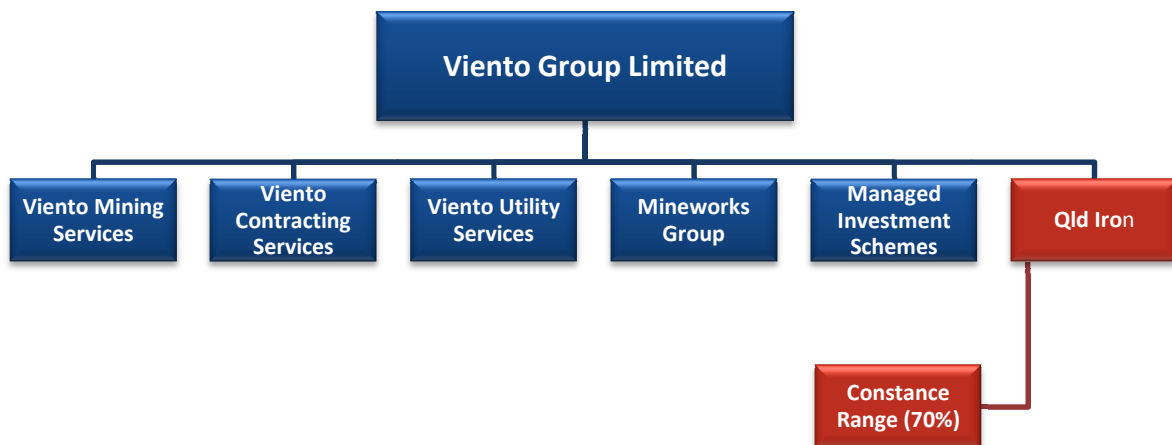 Viento Group Limited
Viento Mining
Services
Viento
Contracting
Services
Viento Utility
Services
Mineworks
Group
Managed
Investment
Schemes
Qld Iron
Constance
Range (70%)